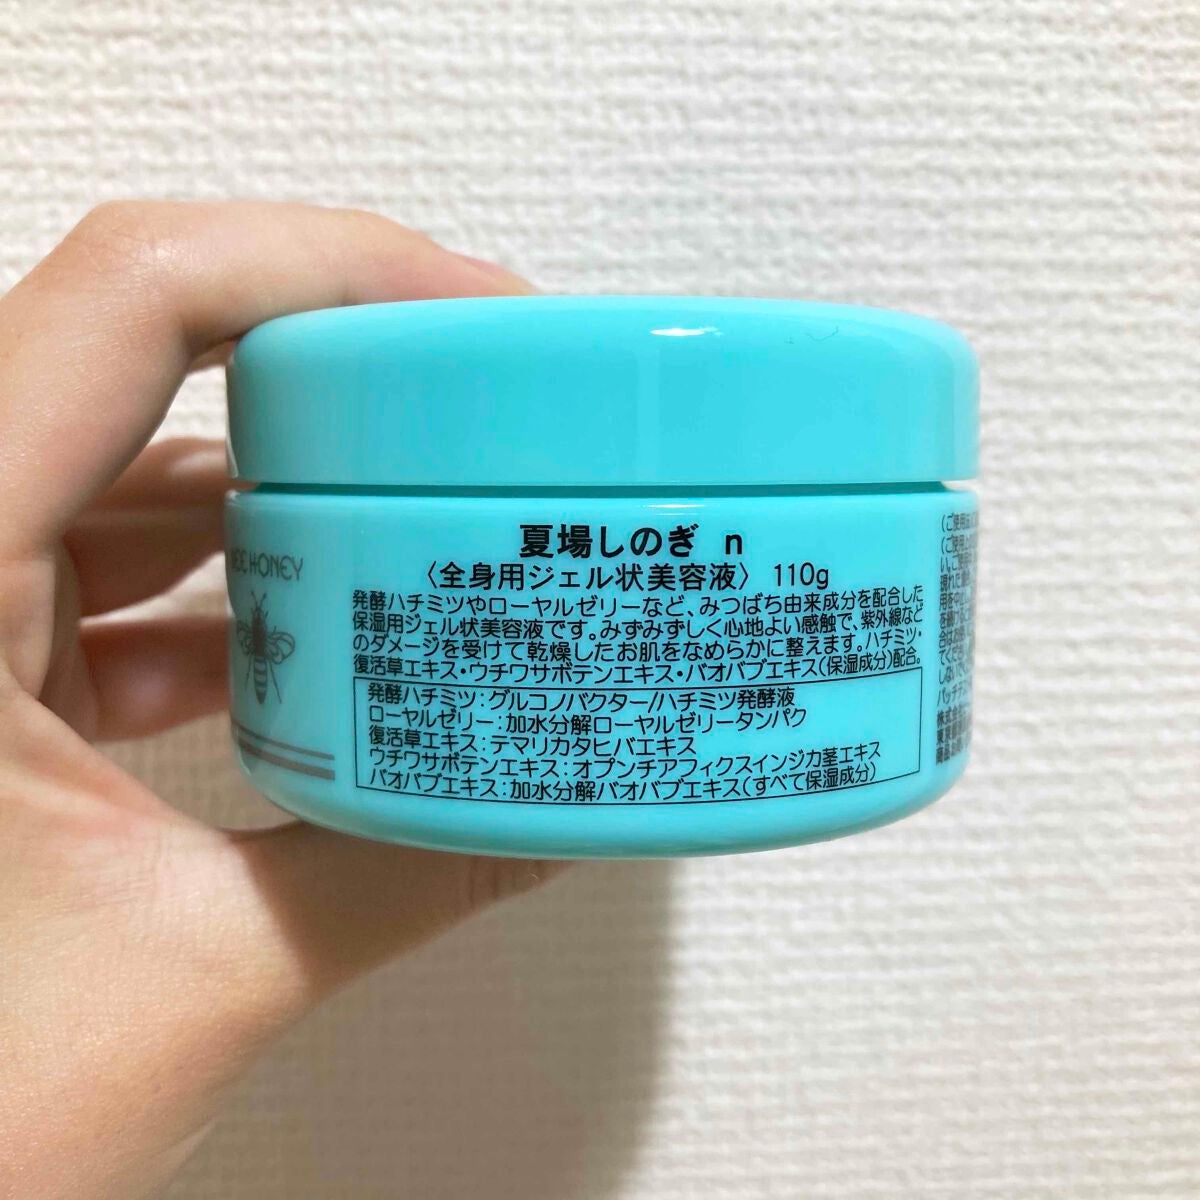 HONEY
夏場しのぎ n
〈全身用ジェル状美容液〉 110g
発酵ハチミツやローヤルゼリーなど、みつばち由来成分を配合した
保湿用ジェル状美容液です。みずみずしく心地よい感触で、紫外線など
のダメージを受けて乾燥したお肌をなめらかに整えます。ハチミツ・
復活草エキス・ウチワサボテンエキス・バオバブエキス(保湿成分)配合。
発酵ハチミツ：グルコノバクター/ハチミツ発酵液
ローヤルゼリー：加水分解ローヤルゼリータンパク
復活草エキス：テマリカタヒバエキス
ウチワサボテンエキス：オプンチアフィクスインジカ茎エキス
バオバブエキス：加水分解バオバブエキス(すべて保湿成分)